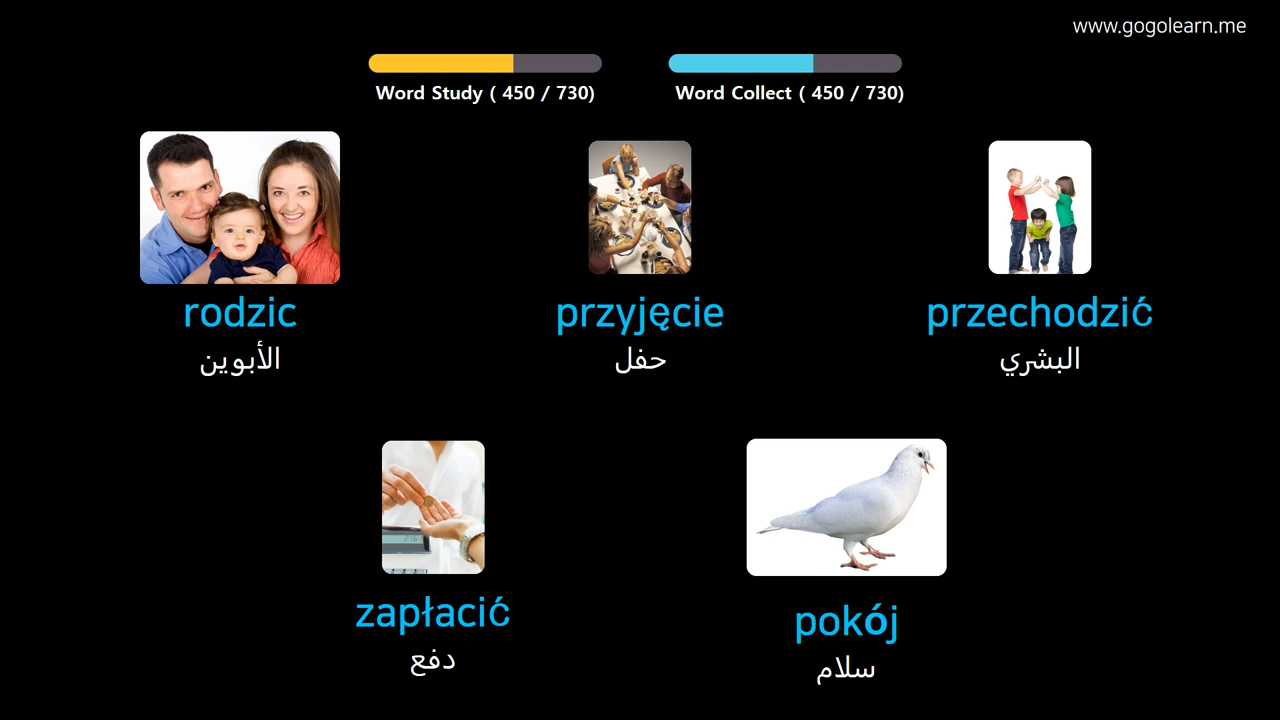 www.gogolearn.me
Word Study ( 450 / 730)
Word Collect ( 450 / 730)
rodzic
الأبوين
przyjęcie
حفل
przechodzić
البشري
zapłacić
دفع
pokój
سلام